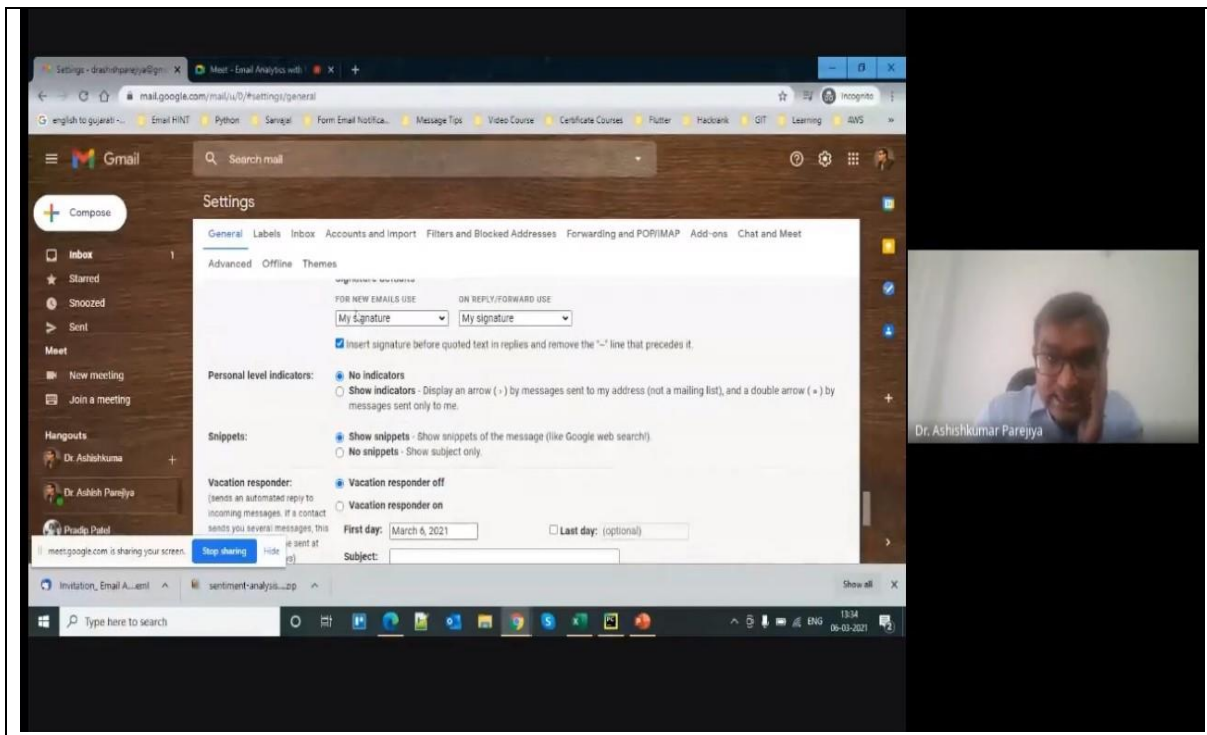 Settings - drashishparejiya@gm
Meet - Email Analytics with
mail.google.com/mail/u/0/#settings/general
Incognito
english to gujarati -...
Email HINT
Python
Sanvajai
Form Email Notifica...
Message Tips
Video Course
Certificate Courses
Flutter
Hackrank
GIT
Learning
AWS
»
Gmail
Search mail
Settings
Compose
General Labels Inbox Accounts and Import Filters and Blocked Addresses Forwarding and POP/IMAP Add-ons Chat and Meet
Advanced Offline Themes
Inbox 1
Starred
Snoozed
Sent
Meet
New meeting
Join a meeting
Hangouts
Dr. Ashishkuma
Dr Ashish Parejiya
Pradip Patel
Signature defaults
FOR NEW EMAILS USE ON REPLY/FORWARD USE
My signature My signature
Insert signature before quoted text in replies and remove the "--" line that precedes it.
Personal level indicators: No indicators
Show indicators - Display an arrow ( › ) by messages sent to my address (not a mailing list), and a double arrow ( » ) by
messages sent only to me.
Snippets: Show snippets - Show snippets of the message (like Google web search!).
No snippets - Show subject only.
Vacation responder: Vacation responder off
(sends an automated reply to
incoming messages. If a contact
sends you several messages, this
e sent at
ys)
Vacation responder on
First day: March 6, 2021 Last day: (optional)
Subject:
meet.google.com is sharing your screen. Stop sharing Hide
Invitation_ Email A....eml
sentiment-analysis....zip
Show all
Type here to search
ENG
13:34
06-03-2021
2
Dr. Ashishkumar Parejiya